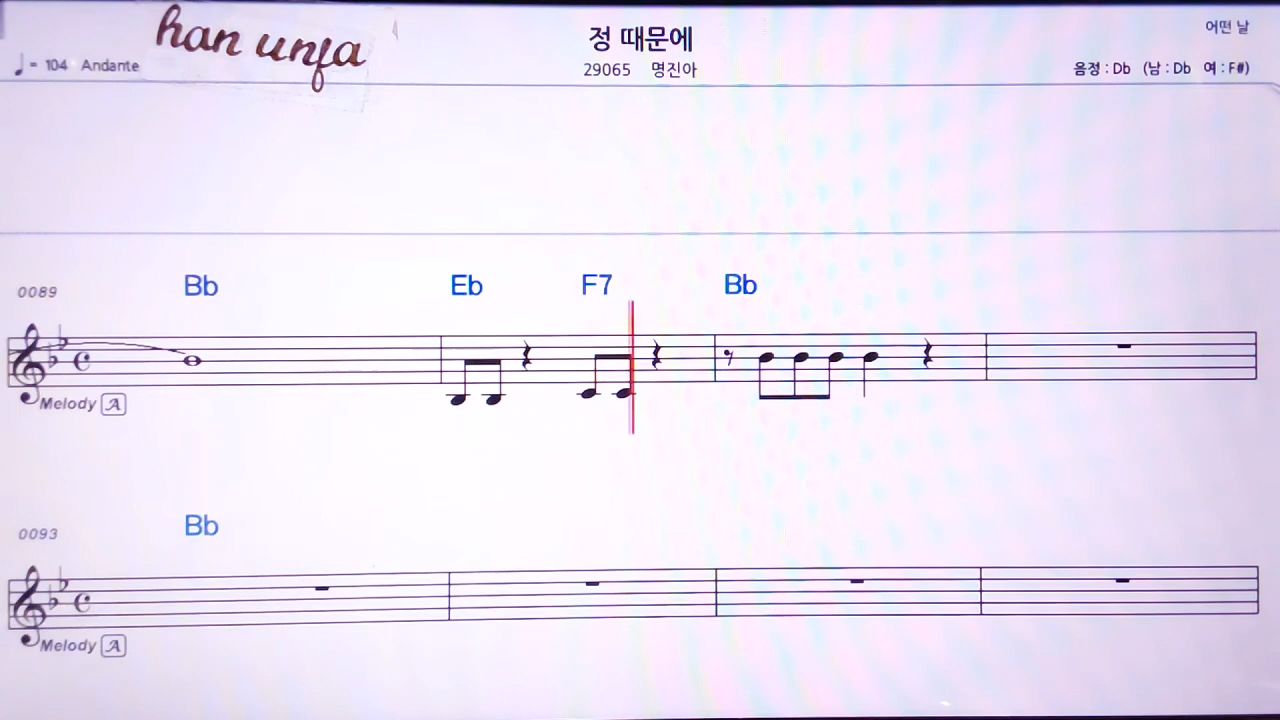 han unja
정 때문에
어떤 날
♩= 104 Andante
29065 명진아
음정 : Db (남 : Db 여 : F#)
0089 Bb Eb F7 Bb
Melody A
0093 Bb
Melody A